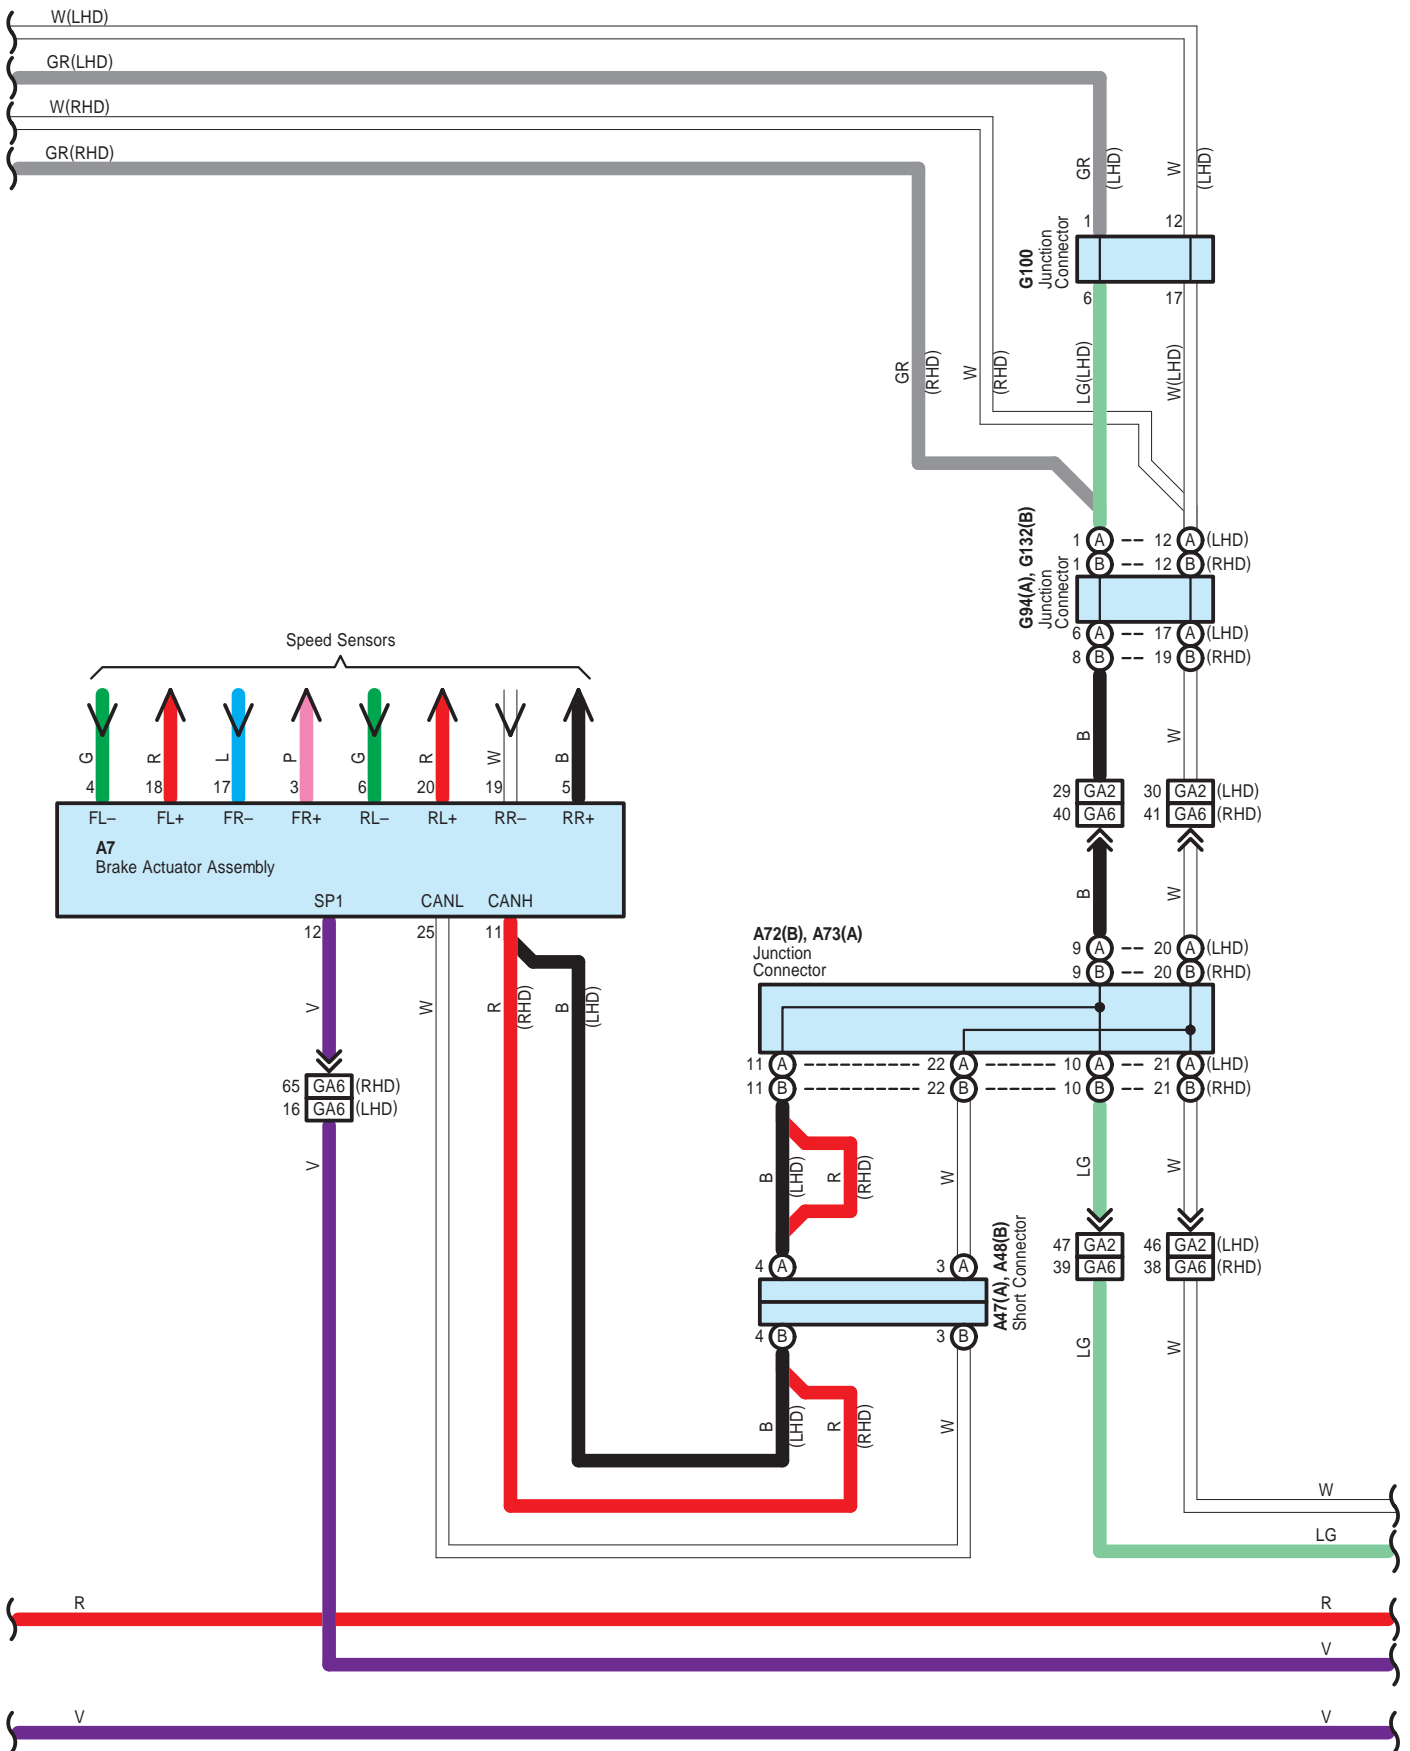 W(LHD)
GR(LHD)
W(RHD)
GR(RHD)
GR
(LHD)
W
(LHD)
1
12
G100
Junction
Connector
6
17
GR
(RHD)
W
(RHD)
LG(LHD)
W(LHD)
G94(A), G132(B)
Junction
Connector
1 A -- 12 A (LHD)
1 B -- 12 B (RHD)
6 A -- 17 A (LHD)
8 B -- 19 B (RHD)
Speed Sensors
G R L P G R W B
4 18 17 3 6 20 19 5
FL– FL+ FR– FR+ RL– RL+ RR– RR+
A7
Brake Actuator Assembly
SP1 CANL CANH
12 25 11
B W
29 GA2 30 GA2 (LHD)
40 GA6 41 GA6 (RHD)
B W
A72(B), A73(A)
Junction
Connector
9 A -- 20 A (LHD)
9 B -- 20 B (RHD)
V
W
R
(RHD)
B
(LHD)
11 A 22 A 10 A -- 21 A (LHD)
11 B 22 B 10 B -- 21 B (RHD)
65 GA6 (RHD)
16 GA6 (LHD)
V
B
(LHD)
R
(RHD)
W
LG
W
4 A 3 A
A47(A), A48(B)
Short Connector
4 B 3 B
47 GA2 46 GA2 (LHD)
39 GA6 38 GA6 (RHD)
LG
W
B
(LHD)
R
(RHD)
W
W
LG
R R
V
V V